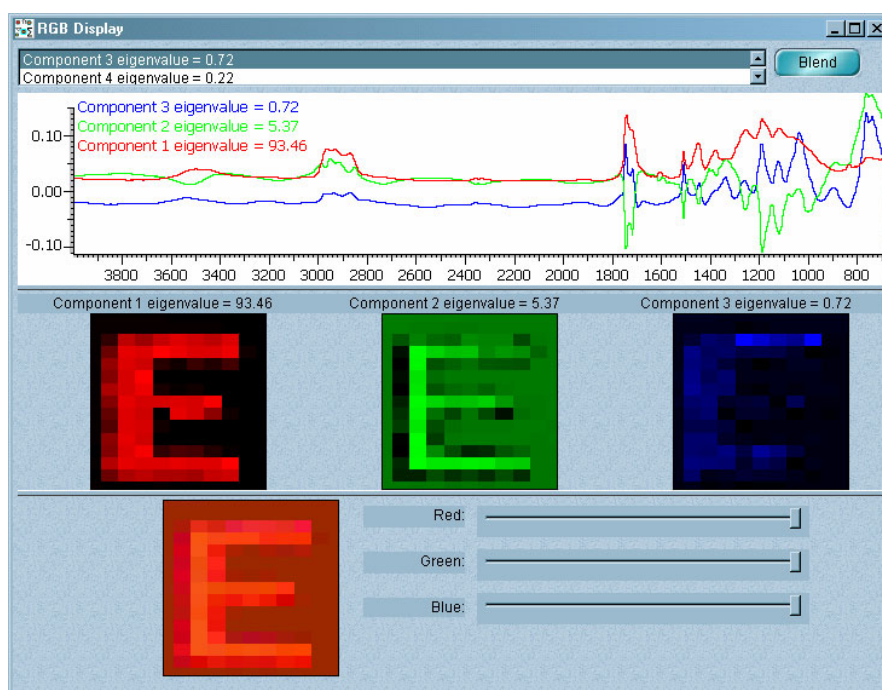 RGB Display
Component 3 eigenvalue = 0.72
Blend
Component 4 eigenvalue = 0.22
Component 3 eigenvalue = 0.72
Component 2 eigenvalue = 5.37
Component 1 eigenvalue = 93.46
0.10
0.00
-0.10
3800 3600 3400 3200 3000 2800 2600 2400 2200 2000 1800 1600 1400 1200 1000 800
Component 1 eigenvalue = 93.46 Component 2 eigenvalue = 5.37 Component 3 eigenvalue = 0.72
E E E
E
Red:
Green:
Blue: